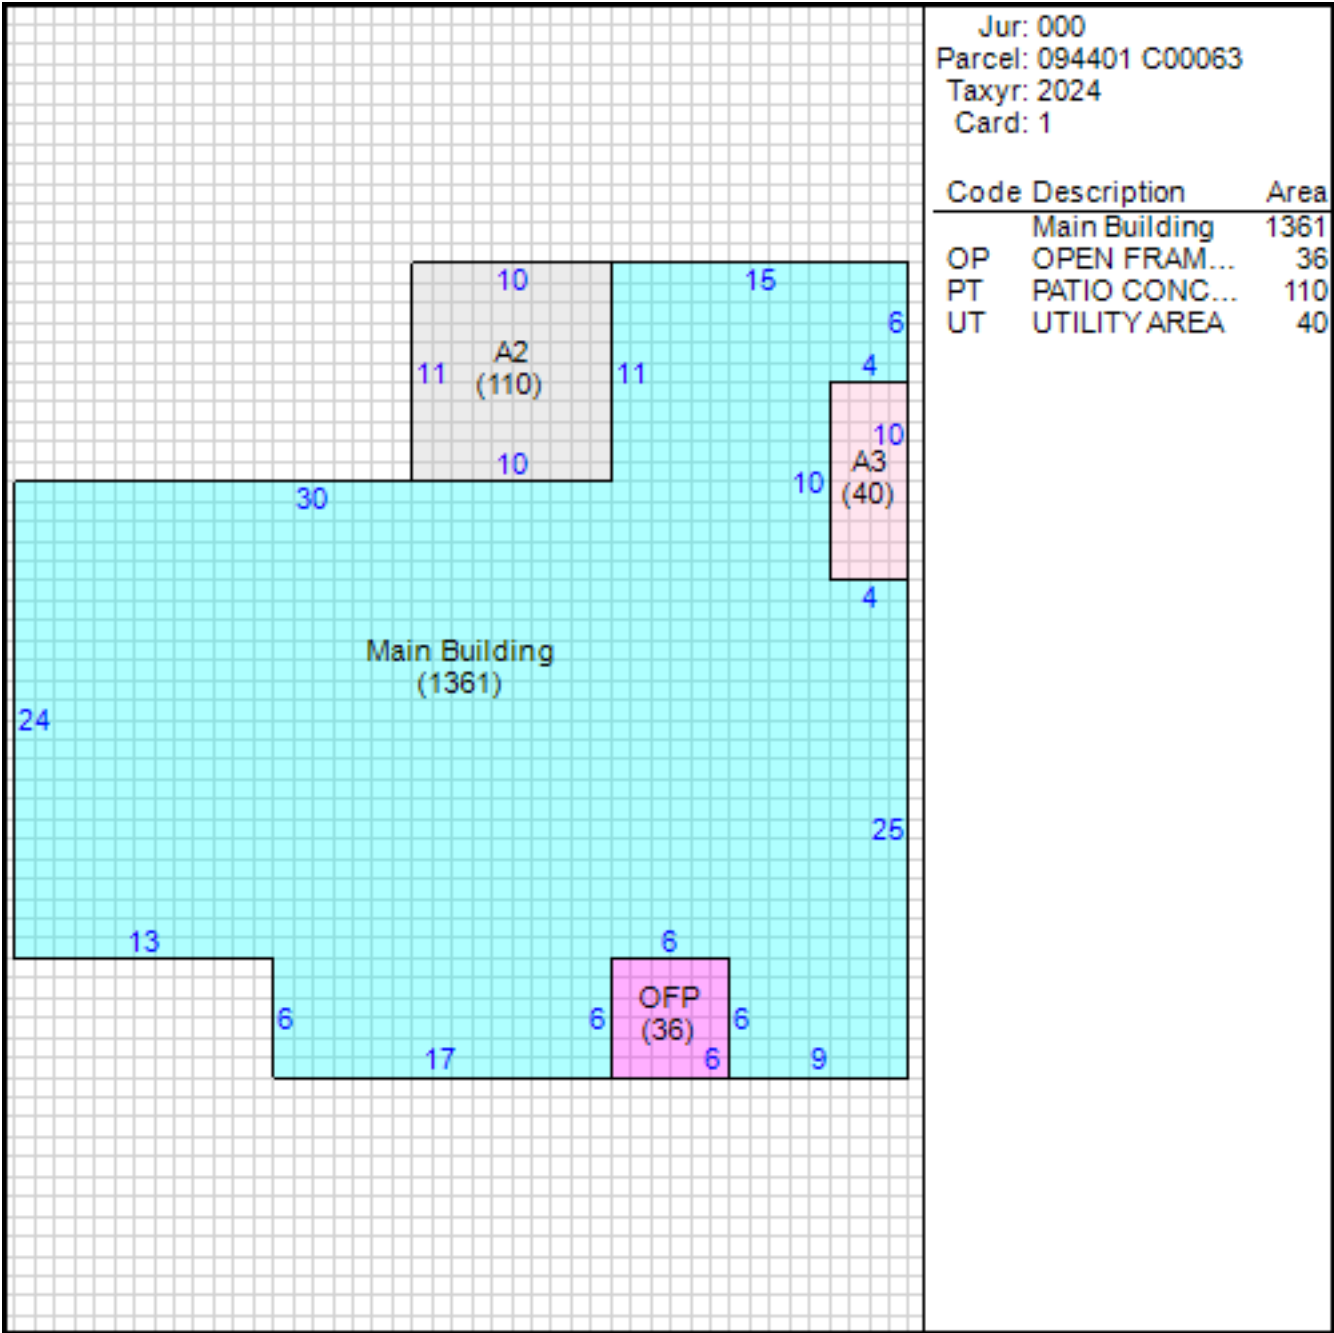 Jur: 000
Parcel: 094401 C00063
Taxyr: 2024
Card: 1
Code Description Area
Main Building 1361
OP OPEN FRAM... 36
PT PATIO CONC... 110
UT UTILITY AREA 40
10
15
6
A2
(110)
11
11
4
10
10
A3
(40)
10
30
4
Main Building
(1361)
24
25
13
6
OFP
(36)
6
6
6
17
6
9